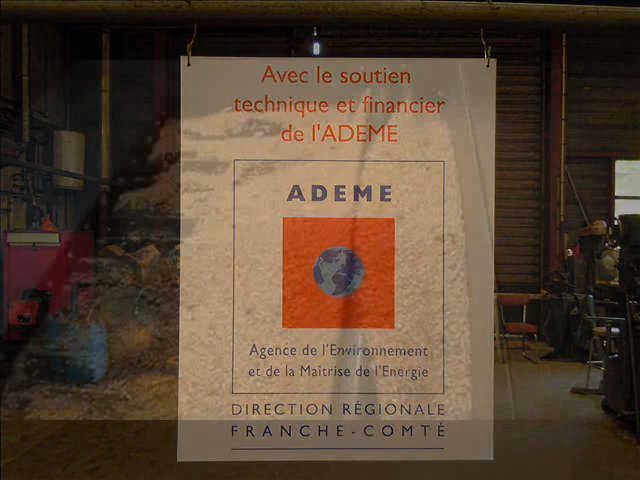 Avec le soutien
technique et financier
de l'ADEME
ADEME
Agence de l'Environnement
et de la Maîtrise de l'Energie
DIRECTION RÉGIONALE
FRANCHE-COMTÉ